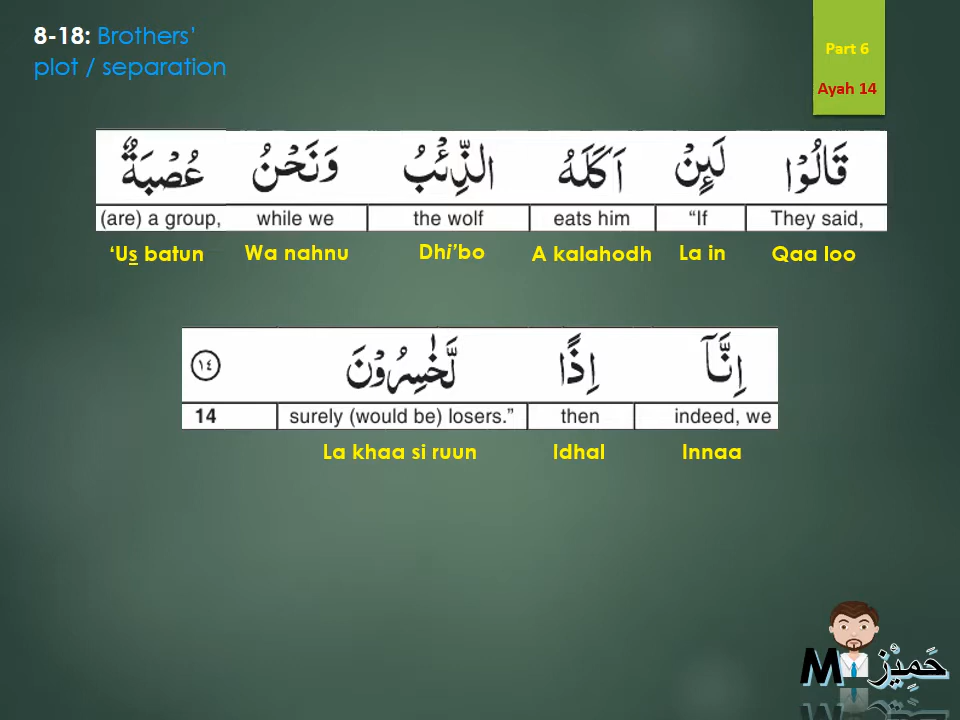 8-18: Brothers’
plot / separation
Part 6
Ayah 14
قَالُوْا لَىِٕنْ اَكَلَهُ الذِّئْبُ وَنَحْنُ عُصْبَةٌ
(are) a group, while we the wolf eats him “If They said,
‘Us batun Wa nahnu Dhi’bo A kalahodh La in Qaa loo
اِنَّاۤ اِذًا لَّخٰسِرُوْنَ ١٤
14 surely (would be) losers.” then indeed, we
La khaa si ruun Idhal Innaa
M حَمِيْز